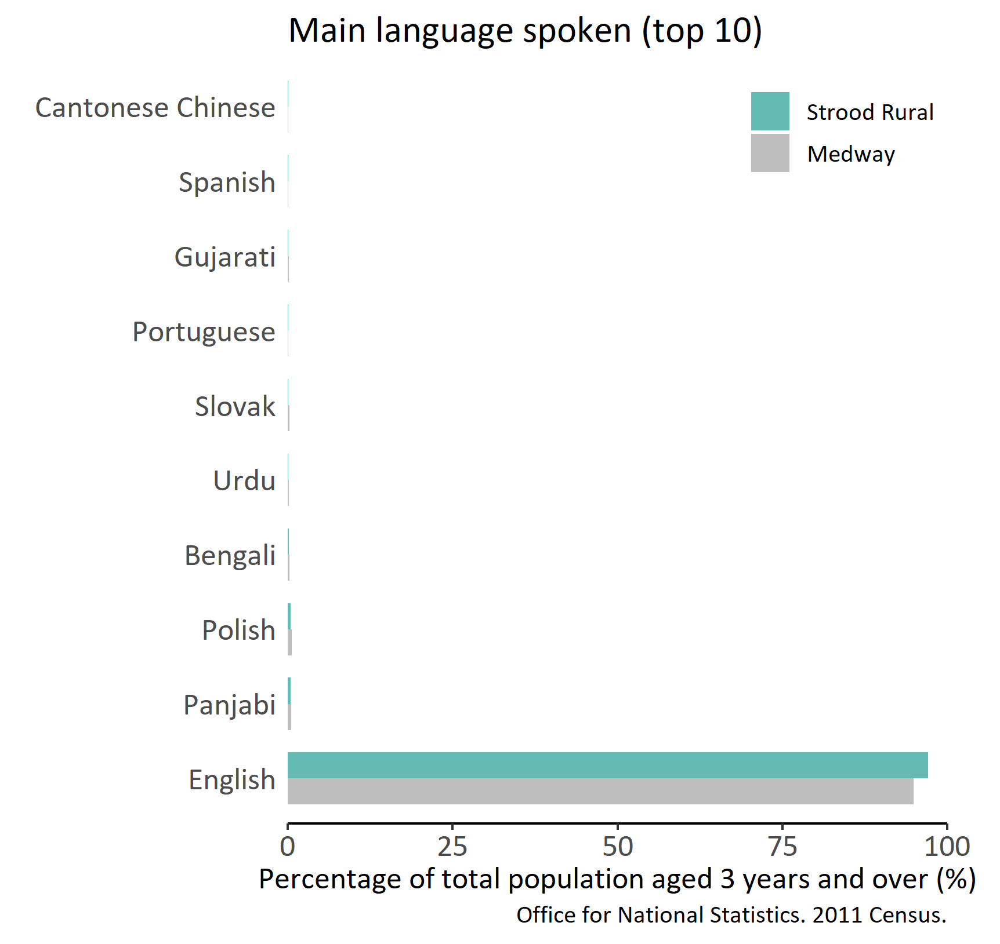 Main language spoken (top 10)
Cantonese Chinese
Spanish
Gujarati
Portuguese
Slovak
Urdu
Bengali
Polish
Panjabi
English
Strood Rural
Medway
0 25 50 75 100
Percentage of total population aged 3 years and over (%)
Office for National Statistics. 2011 Census.